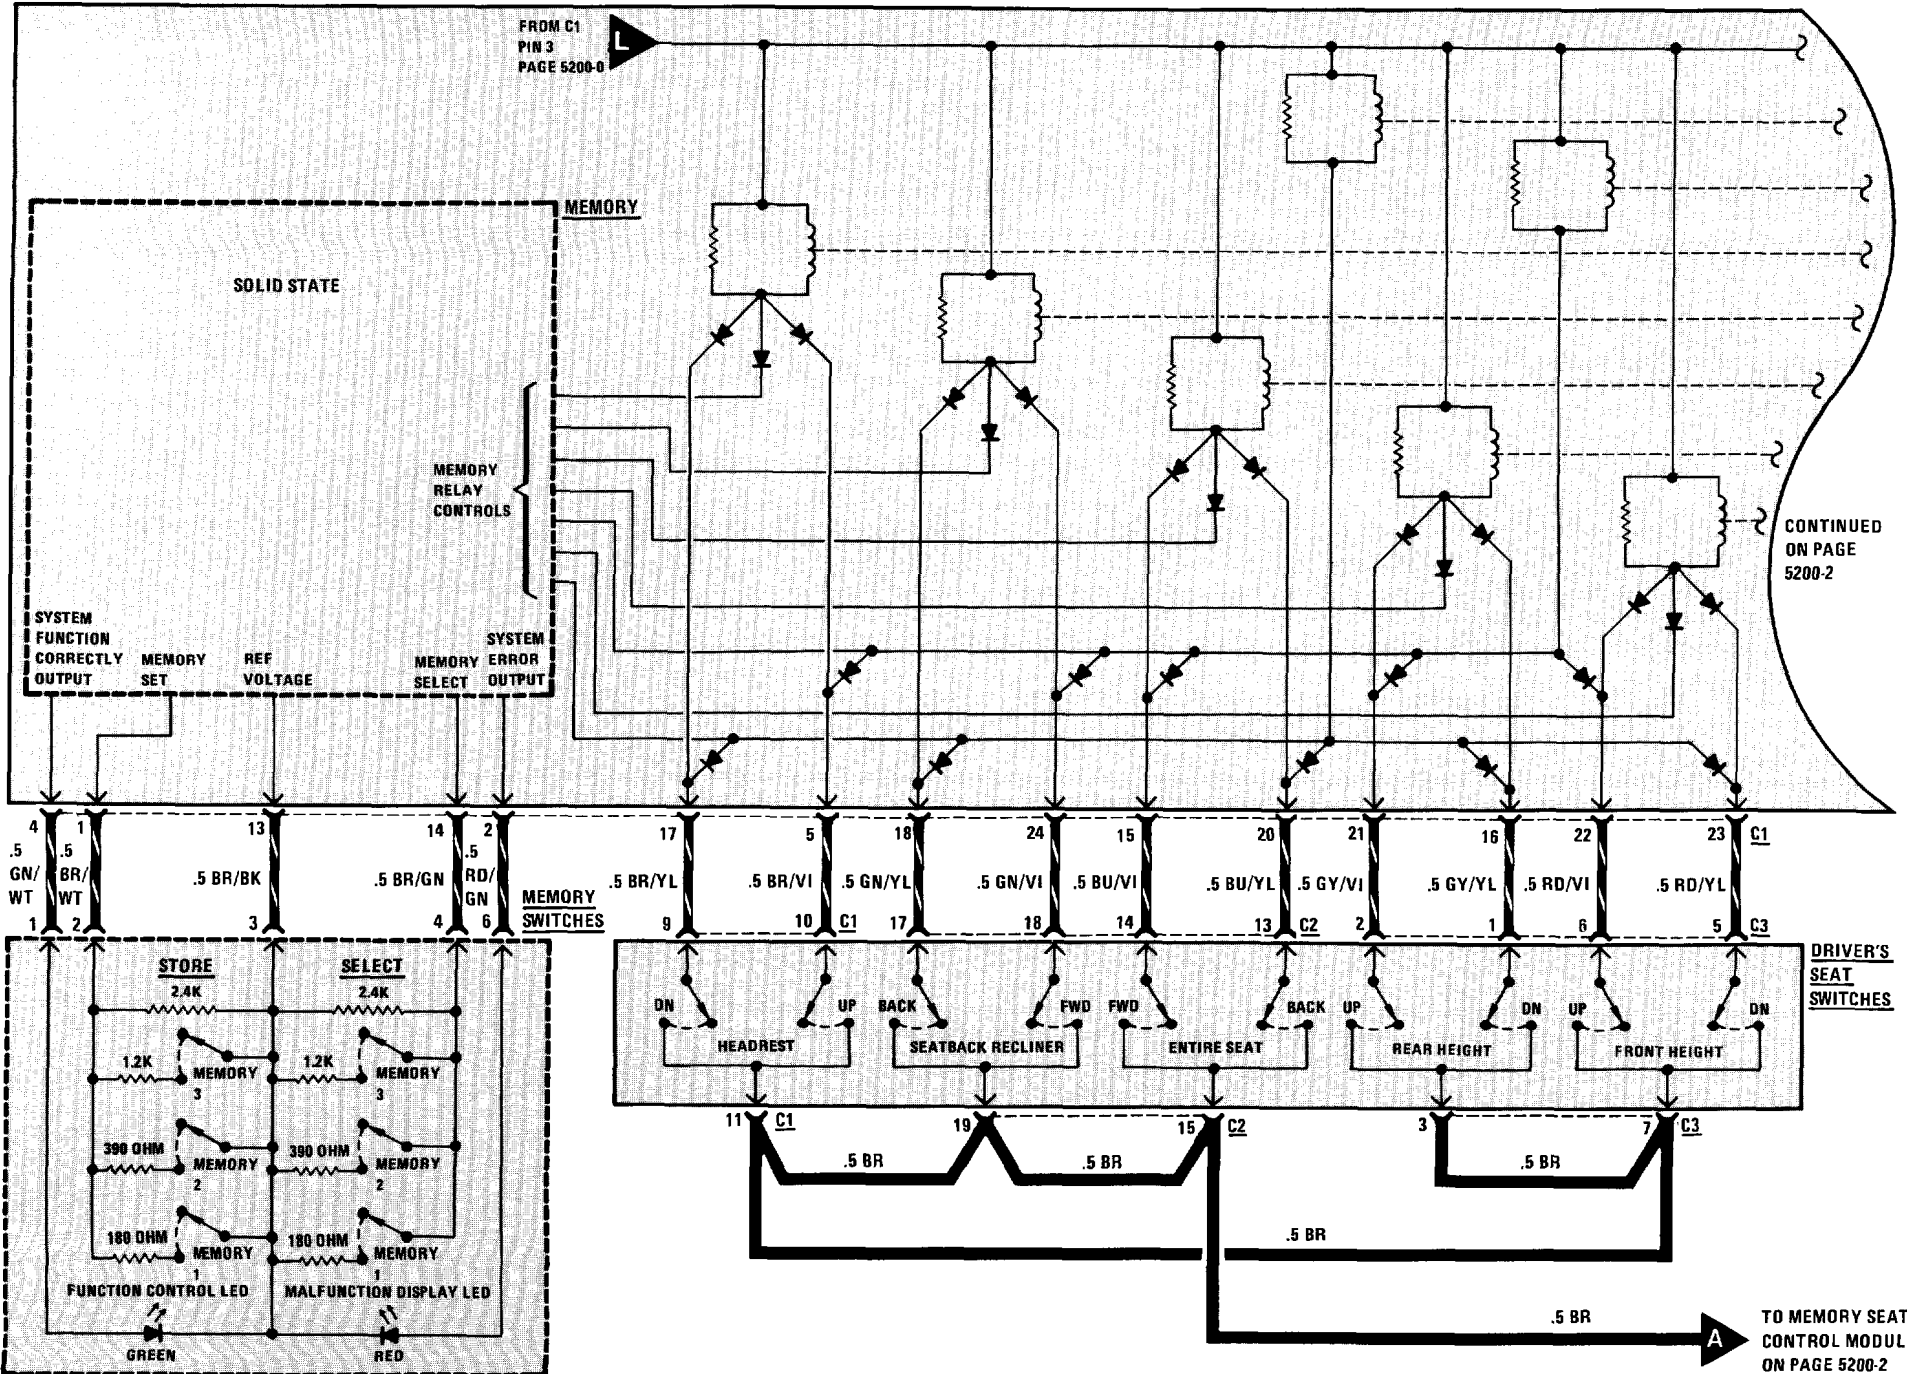 FROM C1
PIN 3
PAGE 5200-0
L
MEMORY
SOLID STATE
MEMORY
RELAY
CONTROLS
CONTINUED
ON PAGE
5200-2
SYSTEM
FUNCTION
CORRECTLY
OUTPUT
MEMORY
SET
REF
VOLTAGE
MEMORY
SELECT
SYSTEM
ERROR
OUTPUT
4 1 13 14 2 17 5 18 24 15 20 21 16 22 23 C1
.5
GN/
WT
.5
BR/
WT
.5 BR/BK
.5 BR/GN
.5
RD/
GN
.5 BR/YL
.5 BR/VI
.5 GN/YL
.5 GN/VI
.5 BU/VI
.5 BU/YL
.5 GY/VI
.5 GY/YL
.5 RD/VI
.5 RD/YL
1 2 3 4 6
MEMORY
SWITCHES
9 10 C1 17 18 14 13 C2 2 1 6 5 C3
DRIVER'S
SEAT
SWITCHES
STORE
SELECT
2.4K
2.4K
1.2K
MEMORY
3
1.2K
MEMORY
3
390 OHM
MEMORY
2
390 OHM
MEMORY
2
180 OHM
MEMORY
1
180 OHM
MEMORY
1
FUNCTION CONTROL LED
MALFUNCTION DISPLAY LED
GREEN
RED
DN
UP
HEADREST
BACK
FWD
SEATBACK RECLINER
FWD
BACK
ENTIRE SEAT
UP
DN
REAR HEIGHT
UP
DN
FRONT HEIGHT
11 C1 19 15 C2 3 7 C3
.5 BR
.5 BR
.5 BR
.5 BR
.5 BR
A
TO MEMORY SEAT
CONTROL MODUL
ON PAGE 5200-2